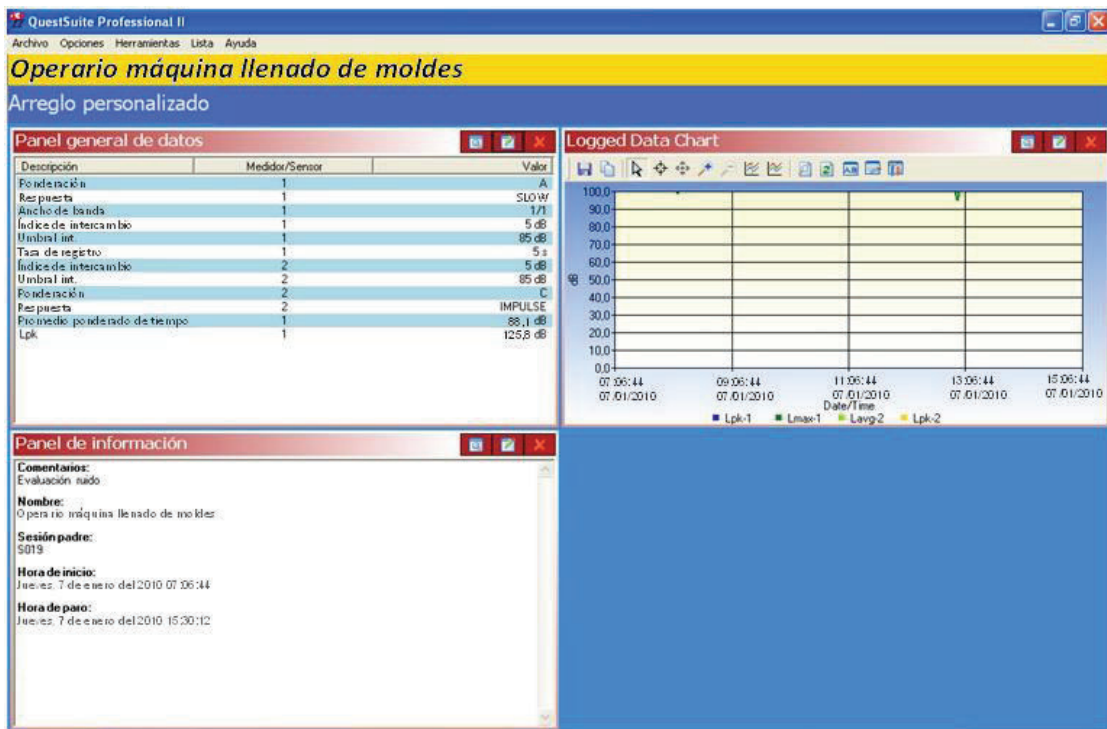 QuestSuite Professional II
Archivo Opciones Herramientas Lista Ayuda
Operario máquina llenado de moldes
Arreglo personalizado
Panel general de datos
Descripción Medidor/Sensor Valor
Ponderación 1 A
Respuesta 1 SLOW
Ancho de banda 1 1/1
Índice de intercambio 1 5 dB
Umbral int. 1 85 dB
Tasa de registro 1 5 s
Índice de intercambio 2 5 dB
Umbral int. 2 85 dB
Ponderación 2 C
Respuesta 2 IMPULSE
Promedio ponderado de tiempo 1 88,1 dB
Lpk 1 125,8 dB
Logged Data Chart
100,0
90,0
80,0
70,0
60,0
50,0
40,0
30,0
20,0
10,0
0,0
dB
07:06:44 09:06:44 11:06:44 13:06:44 15:06:44
07/01/2010 07/01/2010 07/01/2010 07/01/2010 07/01/2010
Date/Time
Lpk-1 Lmax-1 Lavg-2 Lpk-2
Panel de información
Comentarios:
Evaluación ruido
Nombre:
Operario máquina llenado de moldes
Sesión padre:
S019
Hora de inicio:
Jueves, 7 de enero del 2010 07:06:44
Hora de paro:
Jueves, 7 de enero del 2010 15:30:12